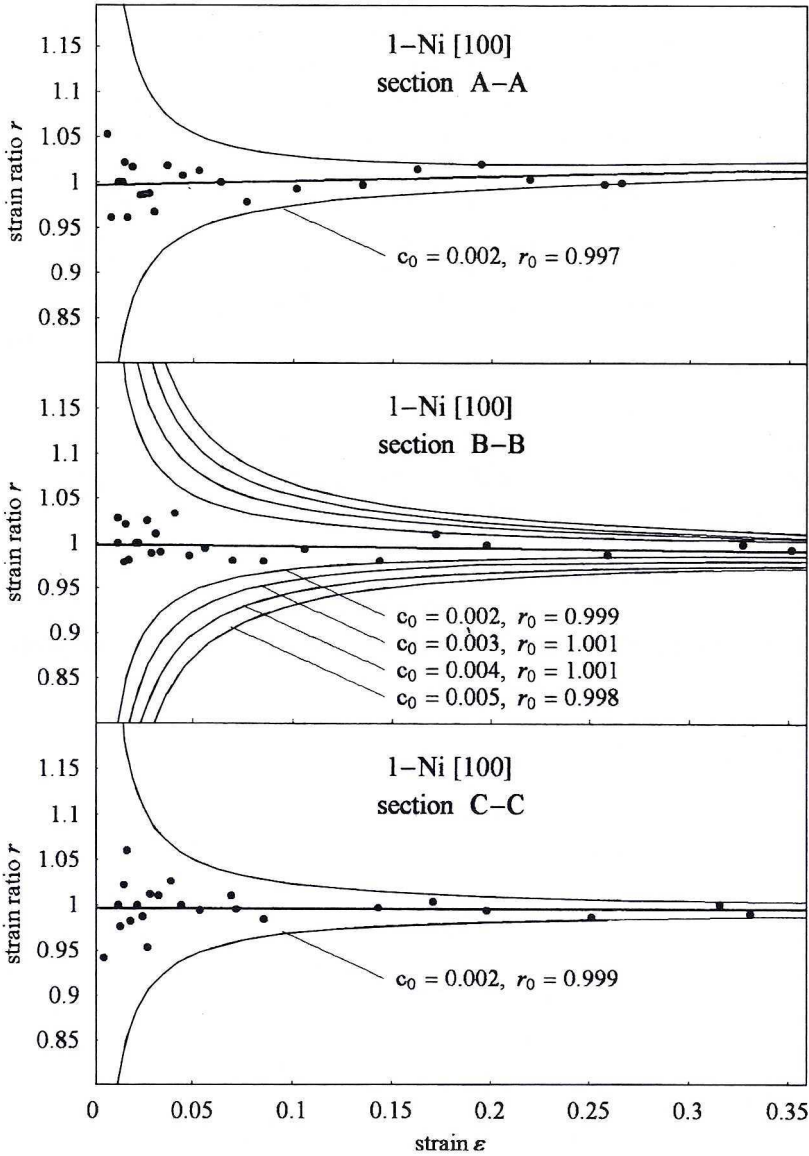 1.15
1.1
1.05
1
0.95
0.9
0.85
strain ratio r
1–Ni [100]
section A–A
c₀ = 0.002, r₀ = 0.997
1.15
1.1
1.05
1
0.95
0.9
0.85
strain ratio r
1–Ni [100]
section B–B
c₀ = 0.002, r₀ = 0.999
c₀ = 0.003, r₀ = 1.001
c₀ = 0.004, r₀ = 1.001
c₀ = 0.005, r₀ = 0.998
1.15
1.1
1.05
1
0.95
0.9
0.85
strain ratio r
1–Ni [100]
section C–C
c₀ = 0.002, r₀ = 0.999
0 0.05 0.1 0.15 0.2 0.25 0.3 0.35
strain ε